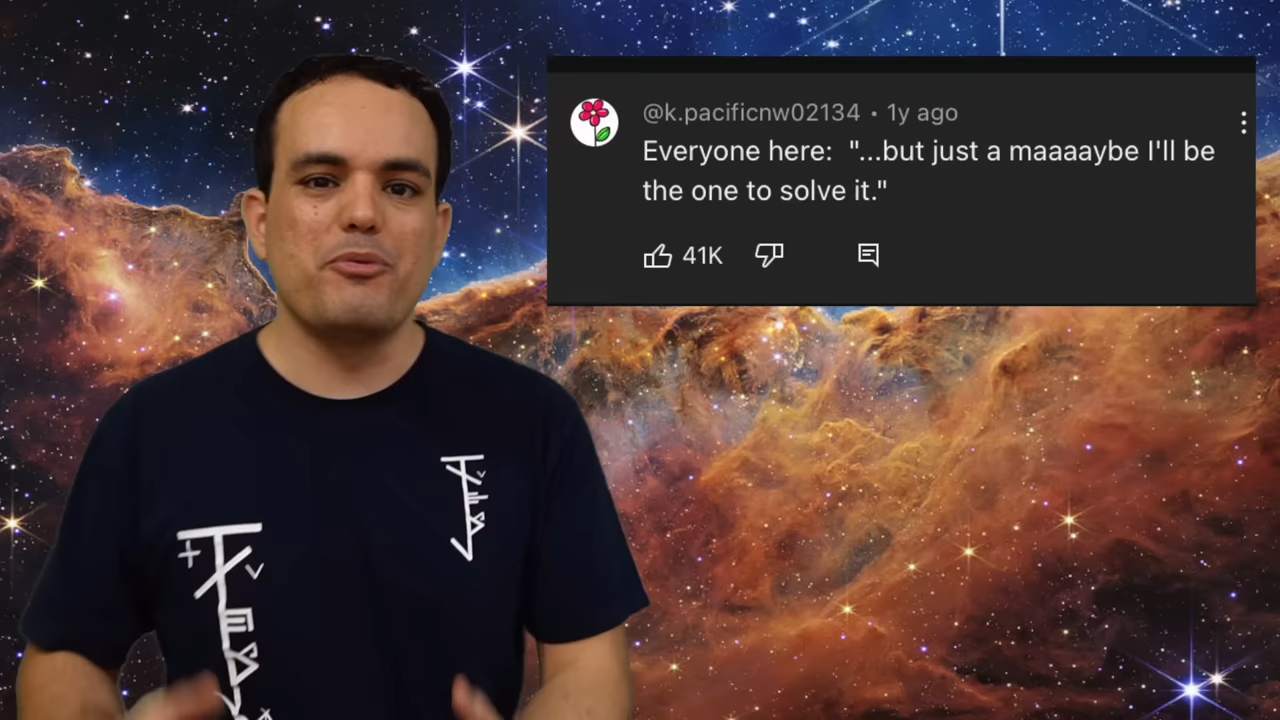 @k.pacificnw02134 • 1y ago
Everyone here:  "...but just a maaaaybe I'll be
the one to solve it."
41K